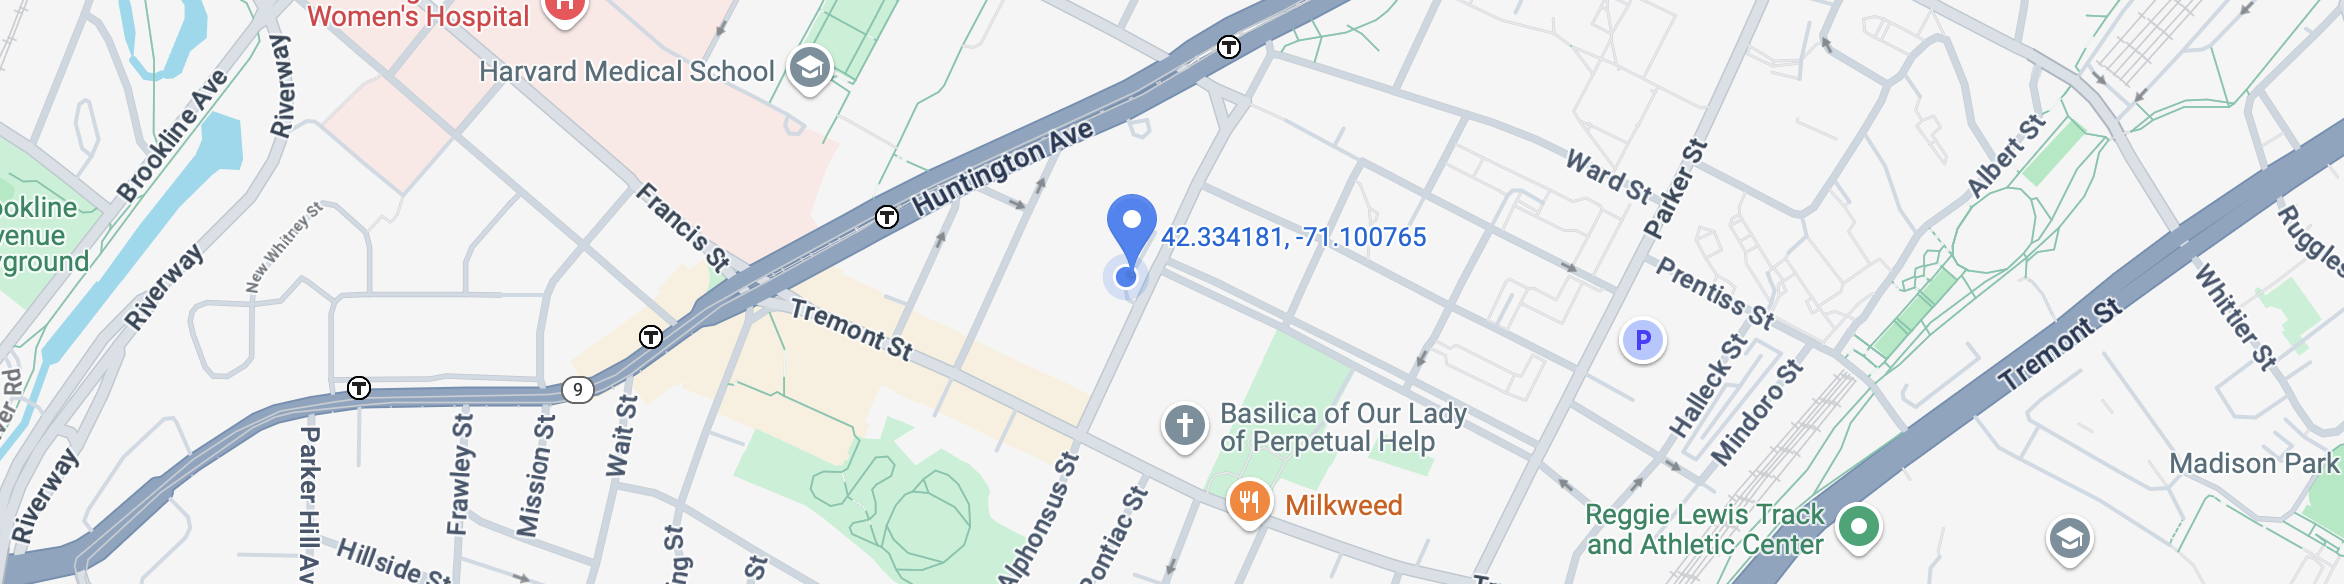 Women's Hospital
Harvard Medical School
Brookline Ave
Riverway
Huntington Ave
Albert St
Ward St
Parker St
Francis St
New Whitney St
Riverway
42.334181, -71.100765
Ruggles
Prentiss St
Whittier St
Tremont St
Tremont St
P
Halleck St
Mindoro St
9
T
T
T
T
Basilica of Our Lady
of Perpetual Help
Wait St
Mission St
Frawley St
Parker Hill Av
Riverway
Madison Park
Milkweed
Reggie Lewis Track
and Athletic Center
Alphonsus St
Pontiac St
Hillside St
St
H